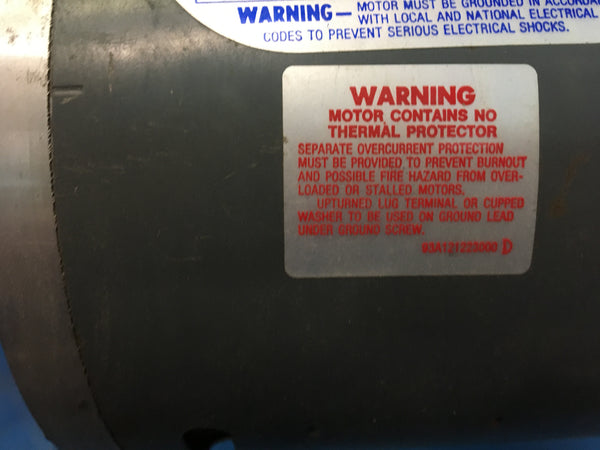 WARNING— MOTOR MUST BE GROUNDED IN
WITH LOCAL AND NATIONAL ELECTRICAL
CODES TO PREVENT SERIOUS ELECTRICAL SHOCKS.
WARNING
MOTOR CONTAINS NO
THERMAL PROTECTOR
SEPARATE OVERCURRENT PROTECTION
MUST BE PROVIDED TO PREVENT BURNOUT
AND POSSIBLE FIRE HAZARD FROM OVER-
LOADED OR STALLED MOTORS.
UPTURNED LUG TERMINAL OR CUPPED
WASHER TO BE USED ON GROUND LEAD
UNDER GROUND SCREW.
93A121223000 D